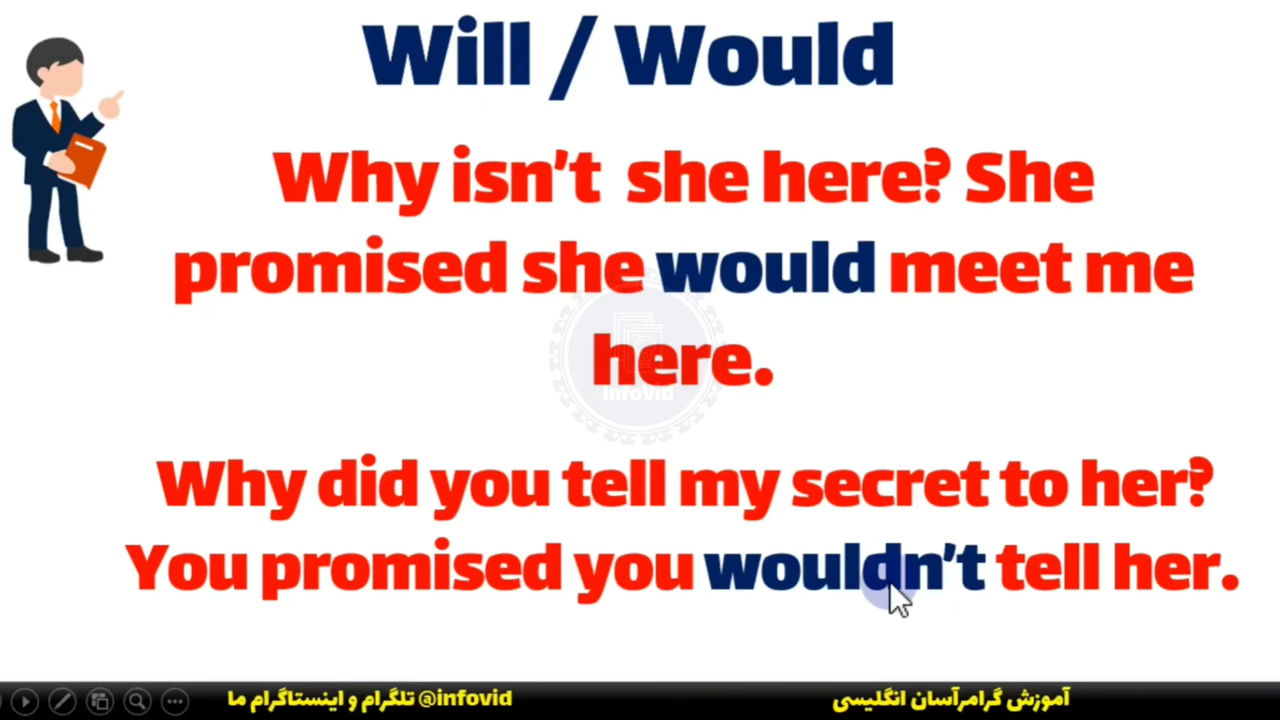 Will / Would
Why isn't she here? She
promised she would meet me
here.
infovid
Why did you tell my secret to her?
You promised you wouldn't tell her.
آموزش گرامرآسان انگلیسی
@infovid تلگرام و اینستاگرام ما